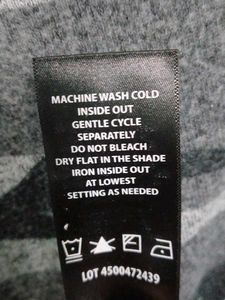 MACHINE WASH COLD
INSIDE OUT
GENTLE CYCLE
SEPARATELY
DO NOT BLEACH
DRY FLAT IN THE SHADE
IRON INSIDE OUT
AT LOWEST
SETTING AS NEEDED
LOT 4500472439